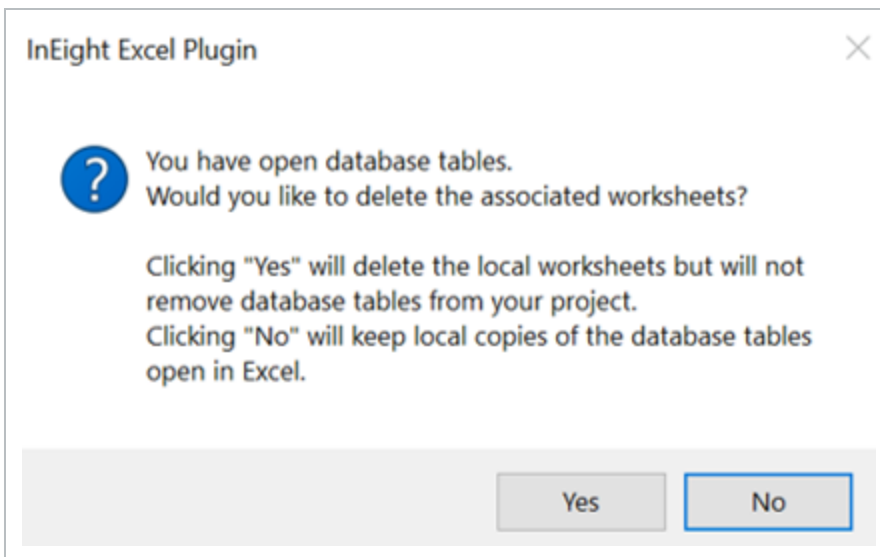 InEight Excel Plugin
?
You have open database tables.
Would you like to delete the associated worksheets?
Clicking "Yes" will delete the local worksheets but will not
remove database tables from your project.
Clicking "No" will keep local copies of the database tables
open in Excel.
Yes
No